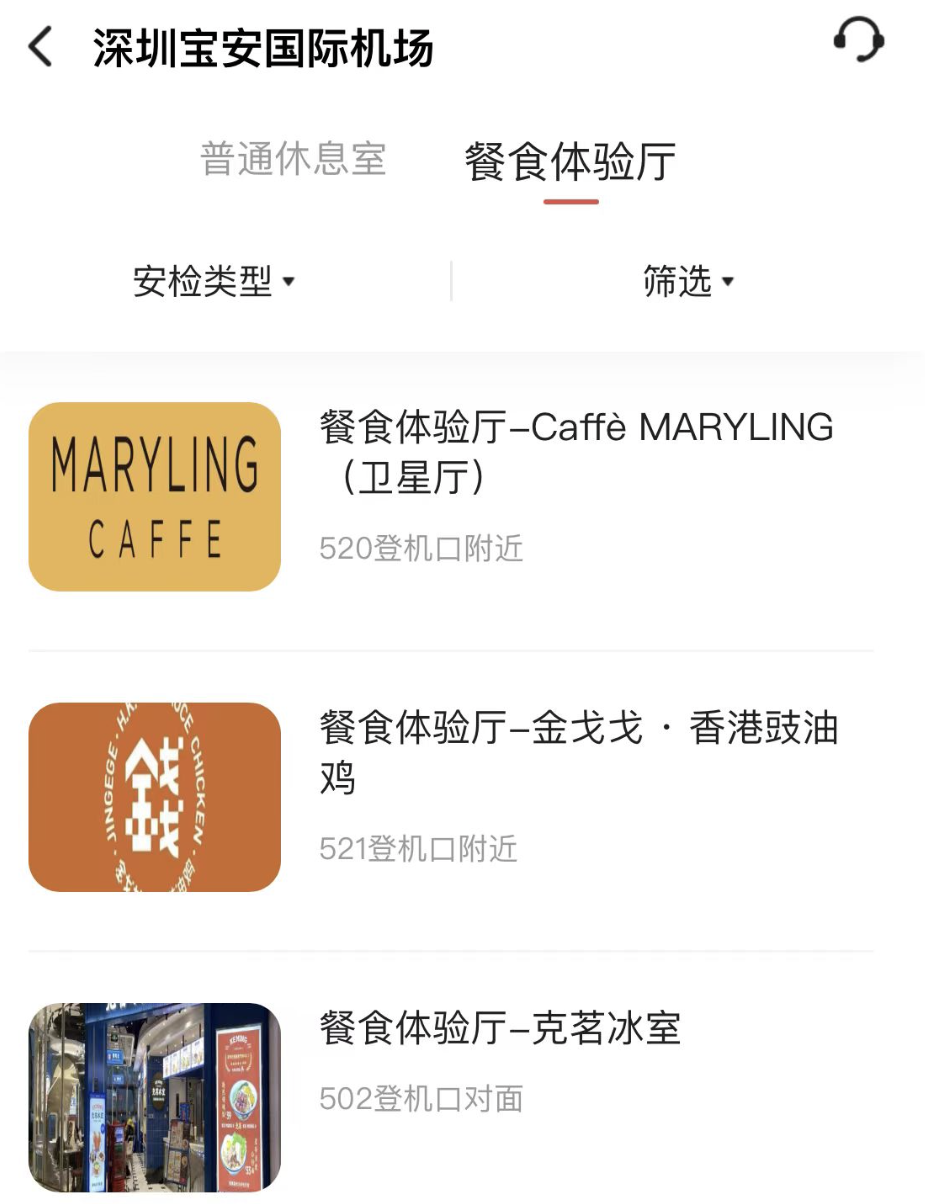 深圳宝安国际机场
普通休息室 餐食体验厅
安检类型 筛选
MARYLING
CAFFE
餐食体验厅–Caffè MARYLING
（卫星厅）
520登机口附近
JINGEGE
CHICKEN
餐食体验厅–金戈戈·香港豉油
鸡
521登机口附近
餐食体验厅–克茗冰室
502登机口对面